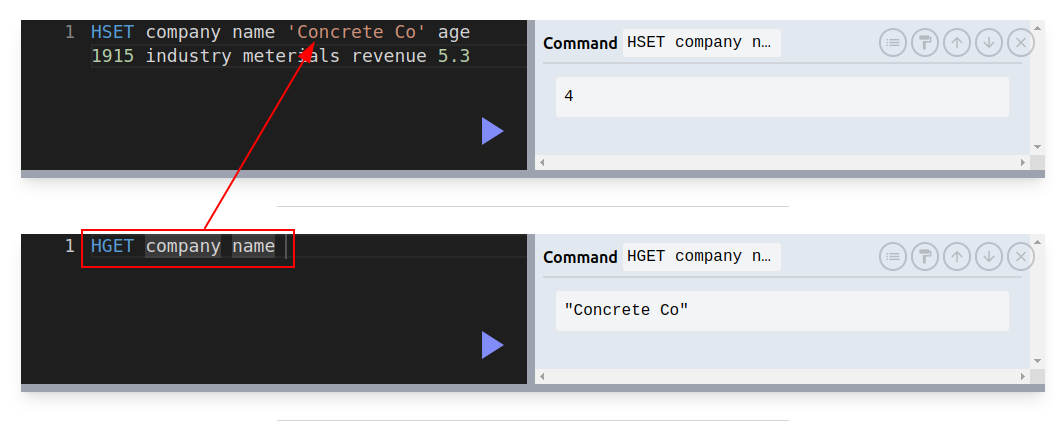 1 HSET company name 'Concrete Co' age
1915 industry meterials revenue 5.3
Command HSET company n…
4
1 HGET company name
Command HGET company n…
"Concrete Co"